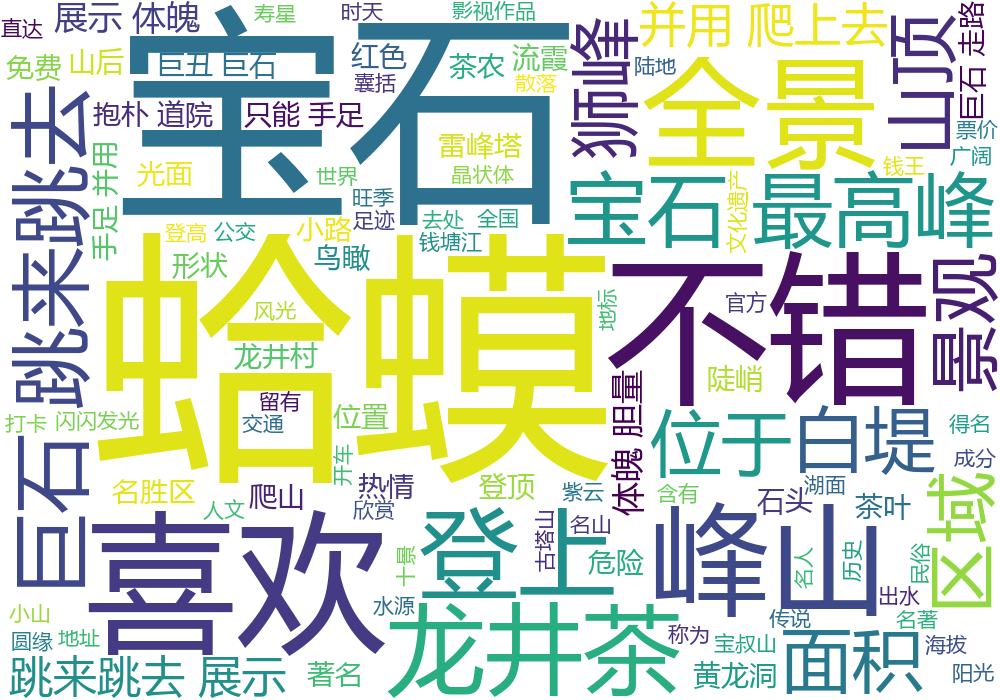 直达
展示 体魄
寿星
时天
影视作品
并用 爬上去
山顶
巨石 走路
免费
山后
巨丑 巨石
红色
茶农
流霞
陆地
宝石
狮峰
全景
囊括
散落
抱朴 道院
只能 手足
雷峰塔
票价
广阔
跳来跳去
手足 并用
光面
世界
晶状体
钱王
旺季
足迹
去处
全国
宝石
文化遗产
最高峰
登高
公交
小路
鸟瞰
钱塘江
形状
蛤蟆
不错
景观
风光
地标
官方
龙井村
陡峭
留有
交通
位置
打卡
闪闪发光
体魄 胆量
位于
白堤
得名
巨石
开车
成分
名胜区
爬山
热情
登顶
紫云
含有
石头
湖面
茶叶
区域
人文
欣赏
喜欢
登上
古塔山
名山
危险
峰山
名人
历史
民俗
十景
小山
水源
出水
龙井茶
传说
名著
圆缘
地址
称为
宝叔山
面积
海拔
跳来跳去 展示
著名
黄龙洞
阳光